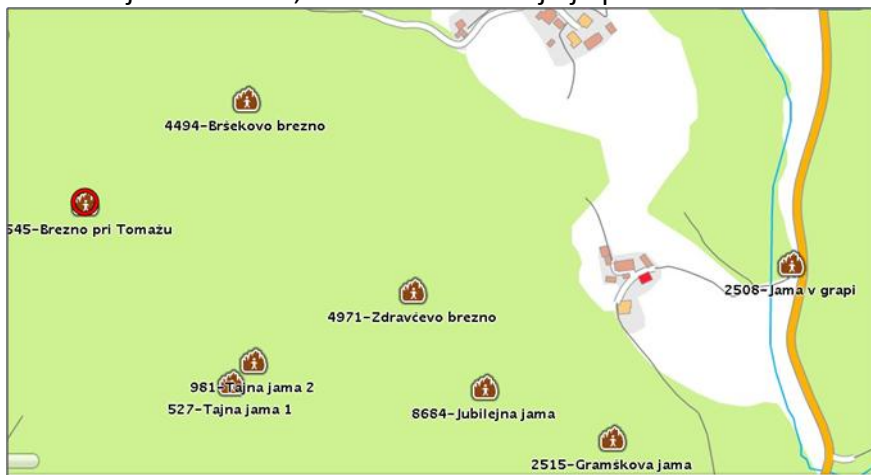 4494-Bršekovo brezno
545-Brezno pri Tomažu
2508-Jama v grapi
4971-Zdravčevo brezno
981-Tajna jama 2
527-Tajna jama 1
8684-Jubilejna jama
2515-Gramškova jama